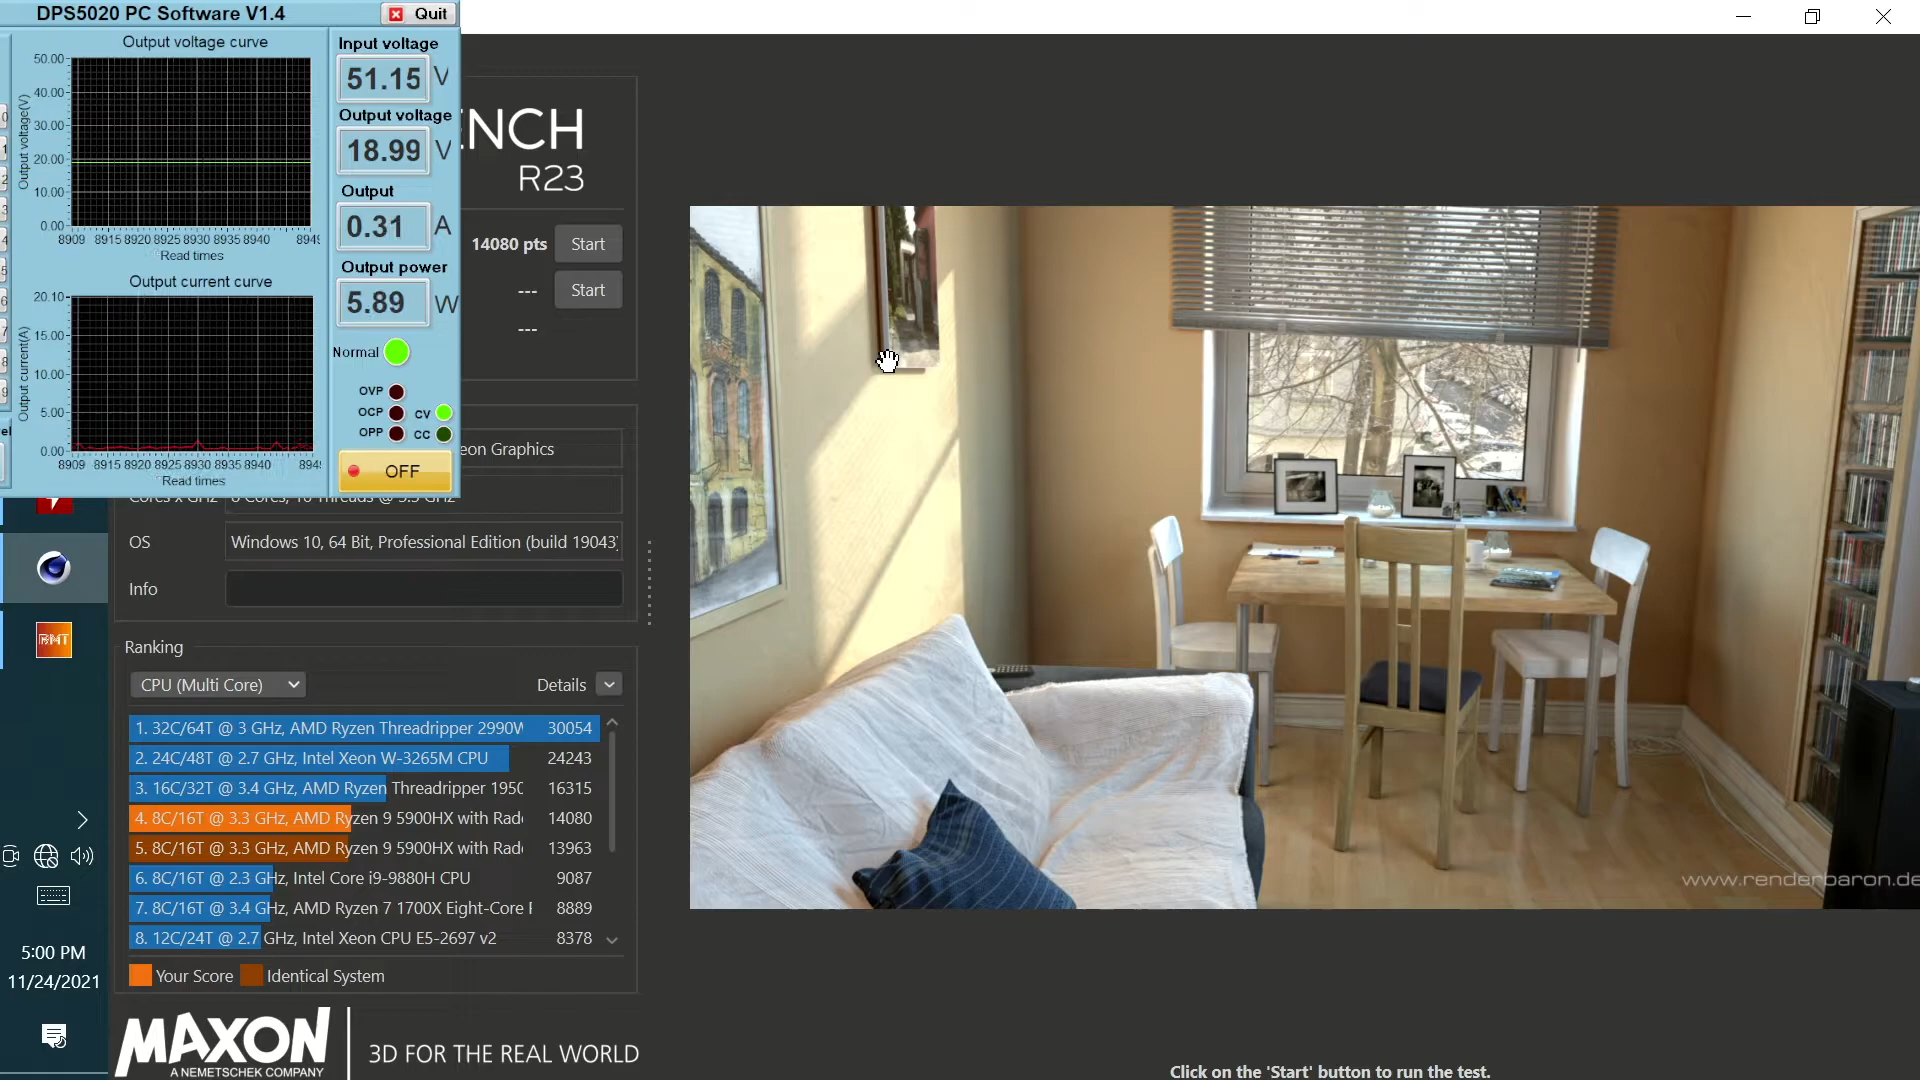 DPS5020 PC Software V1.4
Quit
Output voltage curve
50.00
40.00
30.00
20.00
10.00
0.00
Output voltage(V)
8909 8915 8920 8925 8930 8935 8940
Read times
Output current curve
20.10
15.00
10.00
5.00
0.00
Output current(A)
8909 8915 8920 8925 8930 8935 8940
Read times
Input voltage
51.15 V
Output voltage
18.99 V
Output
0.31 A
Output power
5.89 W
Normal
OVP
OCP CV
OPP CC
OFF
NCH
R23
14080 pts Start
--- Start
---
eon Graphics
OS Windows 10, 64 Bit, Professional Edition (build 19043)
Info
Ranking
CPU (Multi Core) Details
1. 32C/64T @ 3 GHz, AMD Ryzen Threadripper 2990W 30054
2. 24C/48T @ 2.7 GHz, Intel Xeon W-3265M CPU 24243
3. 16C/32T @ 3.4 GHz, AMD Ryzen Threadripper 1950 16315
4. 8C/16T @ 3.3 GHz, AMD Ryzen 9 5900HX with Rade 14080
5. 8C/16T @ 3.3 GHz, AMD Ryzen 9 5900HX with Rade 13963
6. 8C/16T @ 2.3 GHz, Intel Core i9-9880H CPU 9087
7. 8C/16T @ 3.4 GHz, AMD Ryzen 7 1700X Eight-Core 8889
8. 12C/24T @ 2.7 GHz, Intel Xeon CPU E5-2697 v2 8378
Your Score Identical System
MAXON
A NEMETSCHEK COMPANY
3D FOR THE REAL WORLD
BMT
5:00 PM
11/24/2021
www.renderbaron.de
Click on the 'Start' button to run the test.